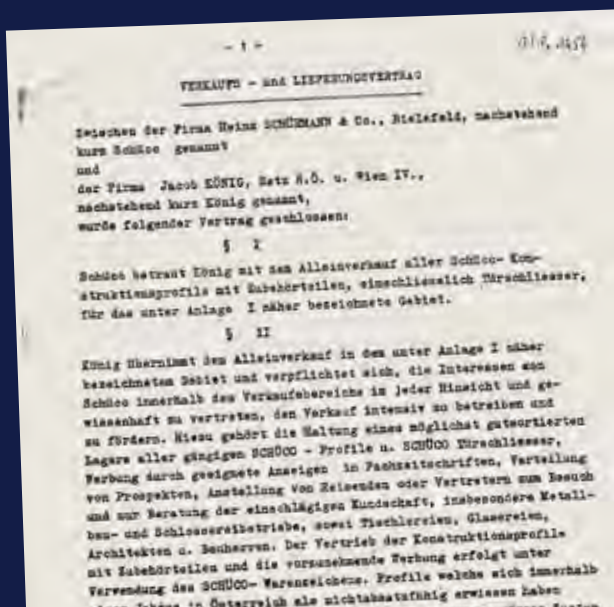 - 1 -
VERKAUFS - und LIEFERUNGSVERTRAG
Zwischen der Firma Heinz SCHÜRMANN & Co., Bielefeld, nachstehend
kurz Schüco genannt
und
der Firma Jacob KÖNIG, Retz N.Ö. u. Wien IV.,
nachstehend kurz König genannt,
wurde folgender Vertrag geschlossen:
§ I
Schüco betraut König mit dem Alleinverkauf aller Schüco- Kon-
struktionsprofile mit Zubehörteilen, einschliesslich Türschliesser,
für das unter Anlage I näher bezeichnete Gebiet.
§ II
König übernimmt den Alleinverkauf in dem unter Anlage I näher
bezeichneten Gebiet und verpflichtet sich, die Interessen von
Schüco innerhalb des Verkaufsbereichs in jeder Hinsicht und ge-
wissenhaft zu vertreten, den Verkauf intensiv zu betreiben und
zu fördern. Hiezu gehört die Haltung eines möglichst gutsortierten
Lagers aller gängigen SCHÜCO - Profile u. SCHÜCO Türschliesser,
Werbung durch geeignete Anzeigen in Fachzeitschriften, Verteilung
von Prospekten, Anstellung von Reisenden oder Vertretern zum Besuch
und zur Beratung der einschlägigen Kundschaft, insbesondere Metall-
bau- und Schlossereibetriebe, sowei Tischlereien, Glasereien,
Architekten u. Bauherren. Der Vertrieb der Konstruktionsprofile
mit Zubehörteilen und die vorzunehmende Werbung erfolgt unter
Verwendung des SCHÜCO- Warenzeichens. Profile welche sich innerhalb
Jahres in Österreich als nichtabsatzfähig erwiesen haben